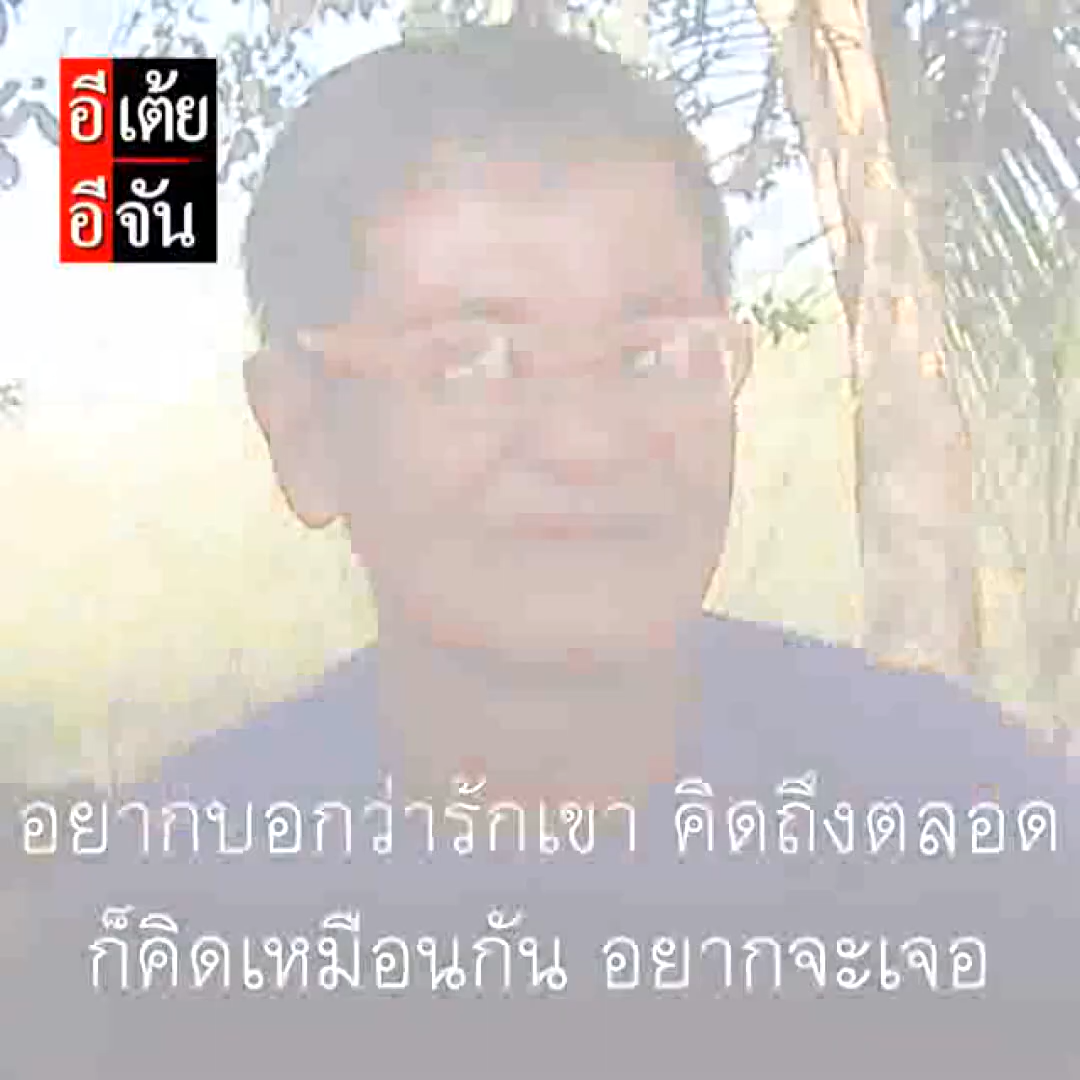 อีเต้ย
อีจัน
อยากบอกว่ารักเขา คิดถึงตลอด
ก็คิดเหมือนกัน อยากจะเจอ